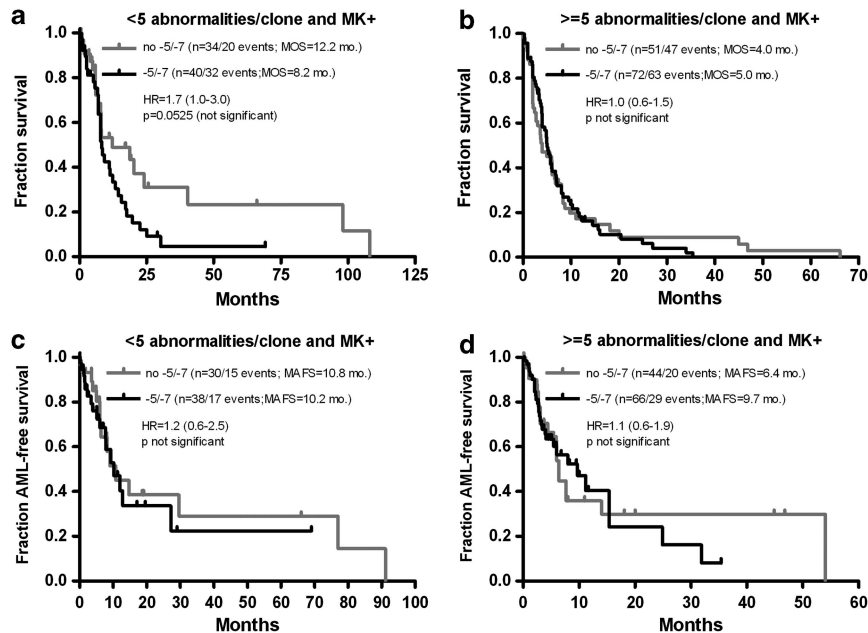 a
<5 abnormalities/clone and MK+
Fraction survival
1.0
0.8
0.6
0.4
0.2
0.0
no -5/-7 (n=34/20 events; MOS=12.2 mo.)
-5/-7 (n=40/32 events;MOS=8.2 mo.)
HR=1.7 (1.0-3.0)
p=0.0525 (not significant)
0 25 50 75 100 125
Months
b
>=5 abnormalities/clone and MK+
Fraction survival
1.0
0.8
0.6
0.4
0.2
0.0
no -5/-7 (n=51/47 events; MOS=4.0 mo.)
-5/-7 (n=72/63 events;MOS=5.0 mo.)
HR=1.0 (0.6-1.5)
p not significant
0 10 20 30 40 50 60 70
Months
c
<5 abnormalities/clone and MK+
Fraction AML-free survival
1.0
0.8
0.6
0.4
0.2
0.0
no -5/-7 (n=30/15 events; MAFS=10.8 mo.)
-5/-7 (n=38/17 events;MAFS=10.2 mo.)
HR=1.2 (0.6-2.5)
p not significant
0 10 20 30 40 50 60 70 80 90 100
Months
d
>=5 abnormalities/clone and MK+
Fraction AML-free survival
1.0
0.8
0.6
0.4
0.2
0.0
no -5/-7 (n=44/20 events; MAFS=6.4 mo.)
-5/-7 (n=66/29 events;MAFS=9.7 mo.)
HR=1.1 (0.6-1.9)
p not significant
0 10 20 30 40 50 60
Months